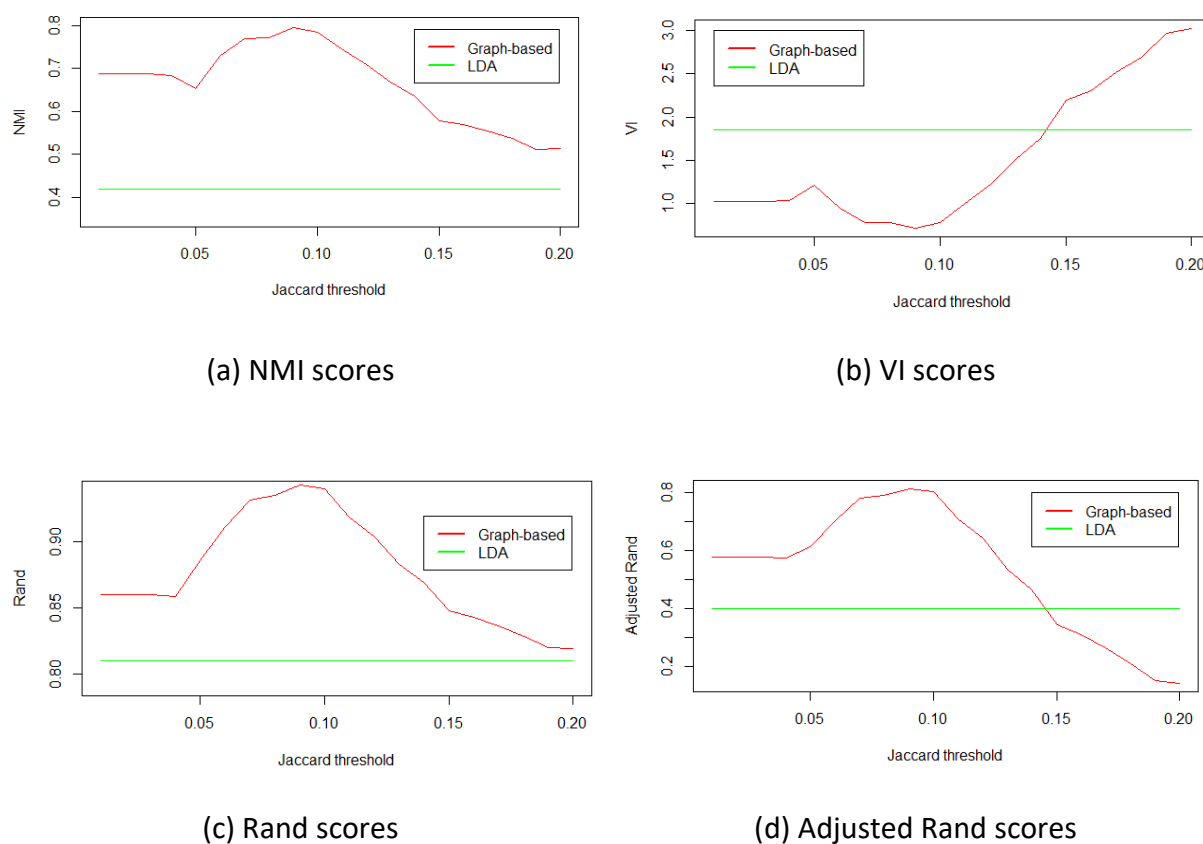 NMI
0.4 0.5 0.6 0.7 0.8
Graph-based
LDA
0.05 0.10 0.15 0.20
Jaccard threshold
(a) NMI scores
VI
1.0 1.5 2.0 2.5 3.0
Graph-based
LDA
0.05 0.10 0.15 0.20
Jaccard threshold
(b) VI scores
Rand
0.80 0.85 0.90
Graph-based
LDA
0.05 0.10 0.15 0.20
Jaccard threshold
(c) Rand scores
Adjusted Rand
0.2 0.4 0.6 0.8
Graph-based
LDA
0.05 0.10 0.15 0.20
Jaccard threshold
(d) Adjusted Rand scores